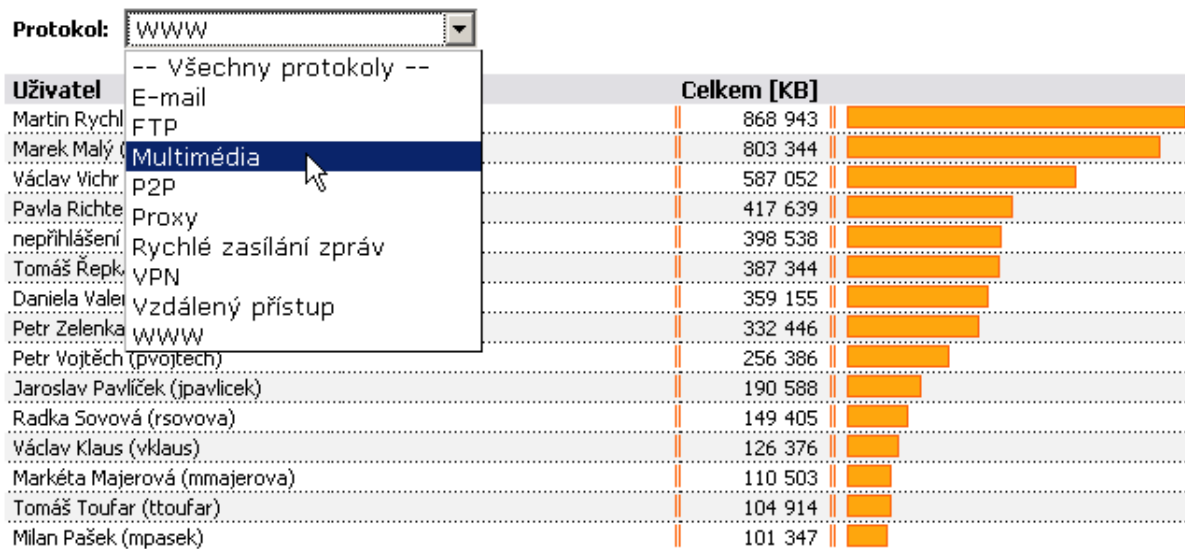 Protokol: WWW
-- Všechny protokoly --
E-mail
FTP
Multimédia
P2P
Proxy
Rychlé zasílání zpráv
VPN
Vzdálený přístup
WWW
Uživatel Celkem [KB]
Martin 868 943
Marek Malý 803 344
Václav Vichr 587 052
Pavla 417 639
nepřihlášení 398 538
Tomáš 387 344
Daniela 359 155
Petr Zelenka 332 446
Petr Vojtěch (pvojtech) 256 386
Jaroslav Pavlíček (jpavlicek) 190 588
Radka Sovová (rsovova) 149 405
Václav Klaus (vklaus) 126 376
Markéta Majerová (mmajerova) 110 503
Tomáš Toufar (ttoufar) 104 914
Milan Pašek (mpasek) 101 347